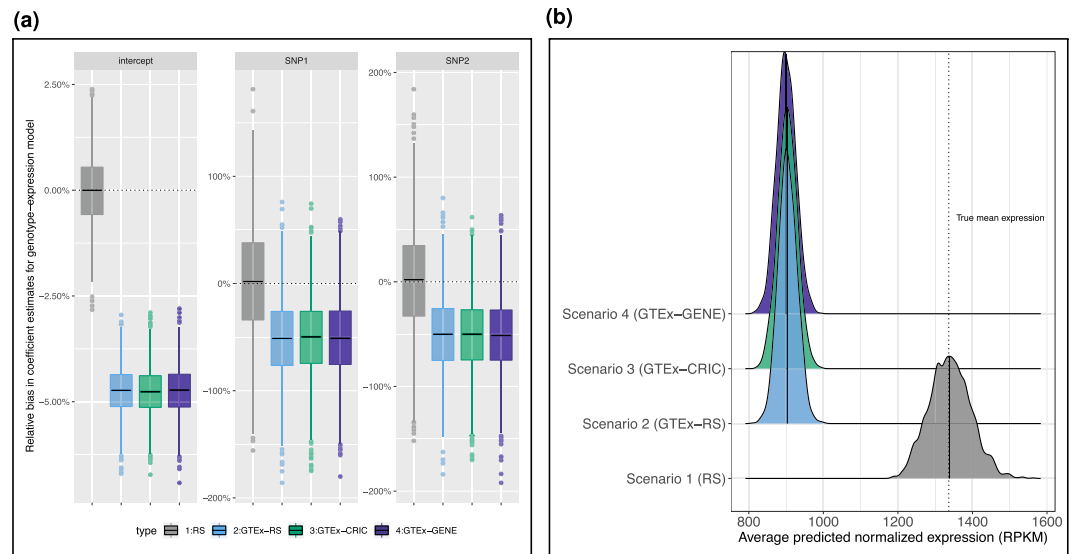 (a)
Relative bias in coefficient estimates for genotype–expression model
intercept
2.50%
0.00%
−2.50%
−5.00%
SNP1
100%
0%
−100%
−200%
SNP2
200%
100%
0%
−100%
−200%
type 1:RS 2:GTEx−RS 3:GTEx−CRIC 4:GTEx−GENE
(b)
True mean expression
Scenario 4 (GTEx−GENE)
Scenario 3 (GTEx−CRIC)
Scenario 2 (GTEx−RS)
Scenario 1 (RS)
800 1000 1200 1400 1600
Average predicted normalized expression (RPKM)